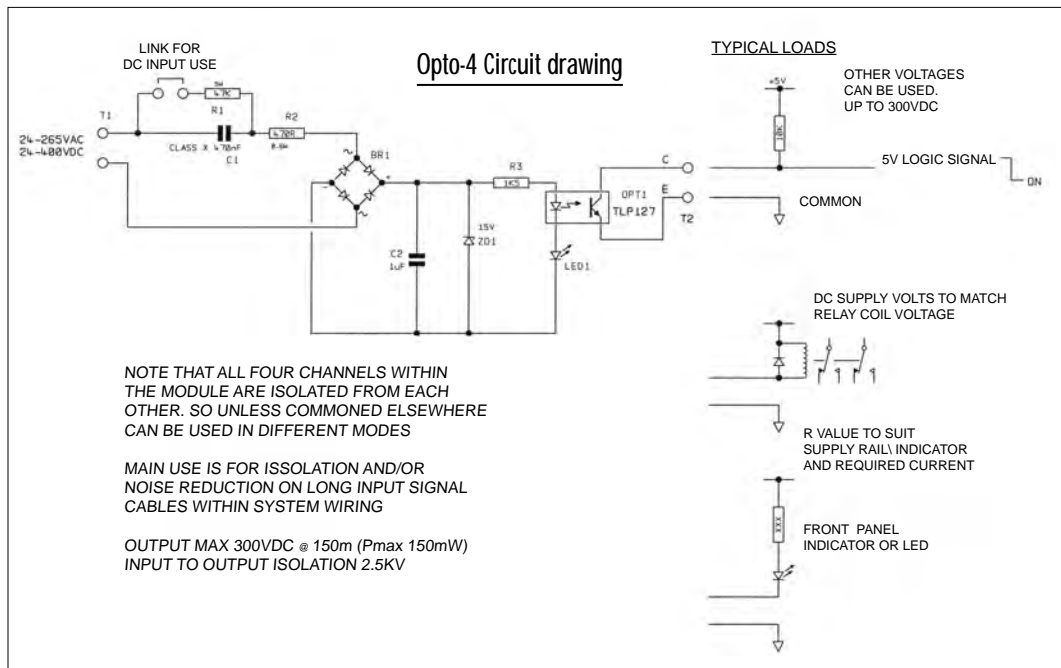 LINK FOR
DC INPUT USE
Opto-4 Circuit drawing
TYPICAL LOADS
5W
47K
R1
T1
R2
24-265VAC
24-400VDC
CLASS X 470nF
C1
470R
0.6W
BR1
~
~
-
+
R3
1K5
C
E
OPT1
TLP127
T2
15V
ZD1
C2
1uF
LED1
+5V
10K
OTHER VOLTAGES
CAN BE USED.
UP TO 300VDC
5V LOGIC SIGNAL
ON
COMMON
DC SUPPLY VOLTS TO MATCH
RELAY COIL VOLTAGE
R VALUE TO SUIT
SUPPLY RAIL\ INDICATOR
AND REQUIRED CURRENT
XXX
FRONT PANEL
INDICATOR OR LED
NOTE THAT ALL FOUR CHANNELS WITHIN
THE MODULE ARE ISOLATED FROM EACH
OTHER. SO UNLESS COMMONED ELSEWHERE
CAN BE USED IN DIFFERENT MODES
MAIN USE IS FOR ISSOLATION AND/OR
NOISE REDUCTION ON LONG INPUT SIGNAL
CABLES WITHIN SYSTEM WIRING
OUTPUT MAX 300VDC @ 150m (Pmax 150mW)
INPUT TO OUTPUT ISOLATION 2.5KV